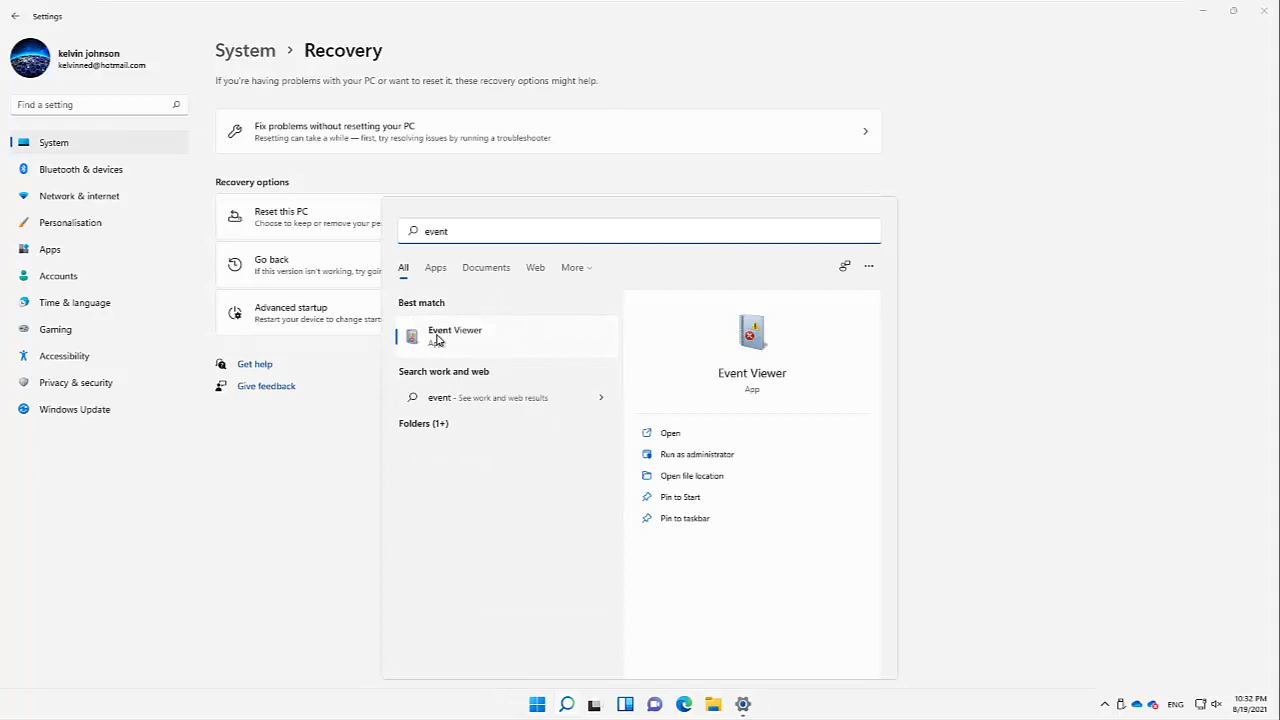 Settings
kelvin johnson
kelvinned@hotmail.com
Find a setting
System
Bluetooth & devices
Network & internet
Personalisation
Apps
Accounts
Time & language
Gaming
Accessibility
Privacy & security
Windows Update
System > Recovery
If you're having problems with your PC or want to reset it, these recovery options might help.
Fix problems without resetting your PC
Resetting can take a while — first, try resolving issues by running a troubleshooter
Recovery options
Reset this PC
Choose to keep or remove your pe
Go back
If this version isn't working, try goin
Advanced startup
Restart your device to change start
Get help
Give feedback
event
All Apps Documents Web More
Best match
Event Viewer
App
Search work and web
event - See work and web results
Folders (1+)
Event Viewer
App
Open
Run as administrator
Open file location
Pin to Start
Pin to taskbar
ENG
10:32 PM
8/19/2021